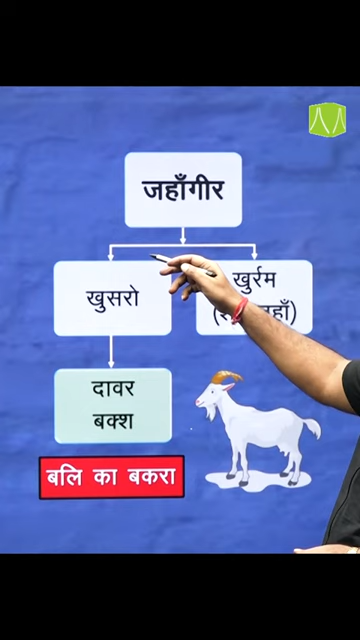 जहाँगीर
खुसरो
खुर्रम
दावर
बक्श
बलि का बकरा